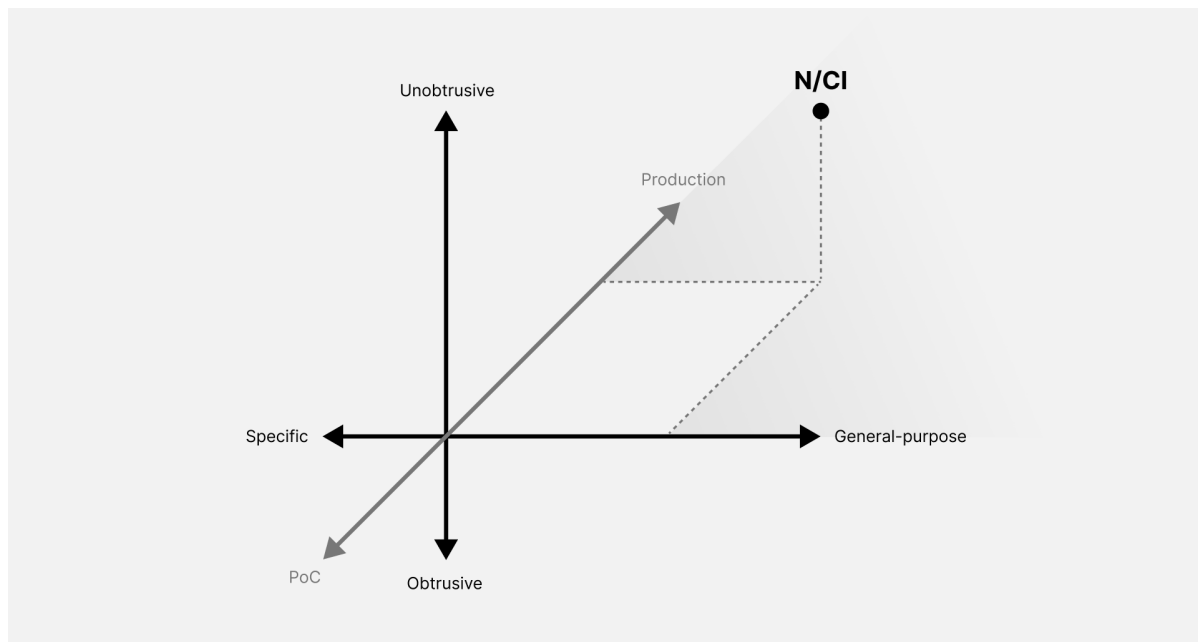 N/CI
Unobtrusive
Production
Specific
General-purpose
PoC
Obtrusive